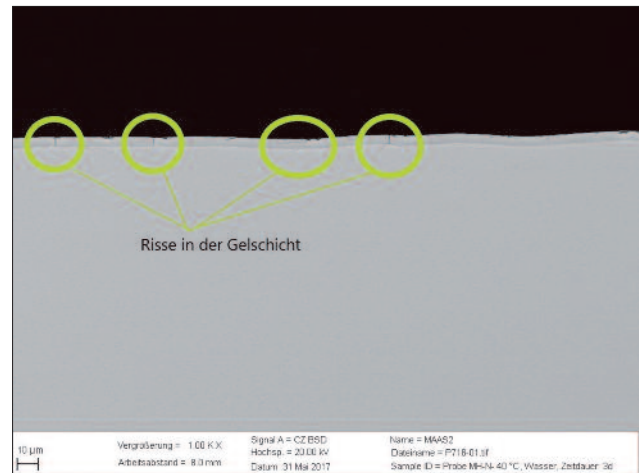 Risse in der Gelschicht
10 µm
Vergrößerung = 1.00 K X
Arbeitsabstand = 8.0 mm
Signal A = CZ BSD
Hochsp. = 20.00 kV
Datum :31 Mai 2017
Name = MAAS2
Dateiname = P718-01.tif
Sample ID = Probe MH-N- 40 °C, Wasser, Zeitdauer: 3d